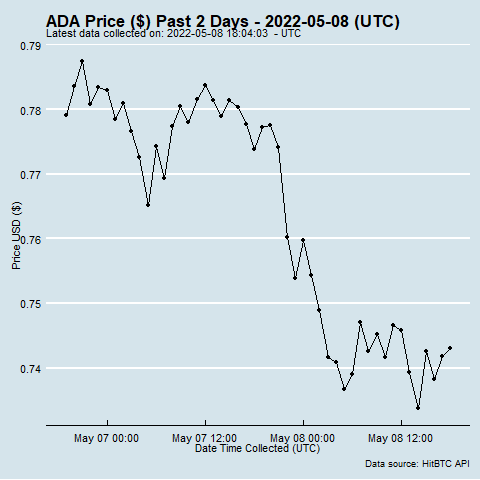 ADA Price ($) Past 2 Days - 2022-05-08 (UTC)
Latest data collected on: 2022-05-08 18:04:03 - UTC
0.79
0.78
0.77
0.76
0.75
0.74
Price USD ($)
May 07 00:00
May 07 12:00
May 08 00:00
May 08 12:00
Date Time Collected (UTC)
Data source: HitBTC API